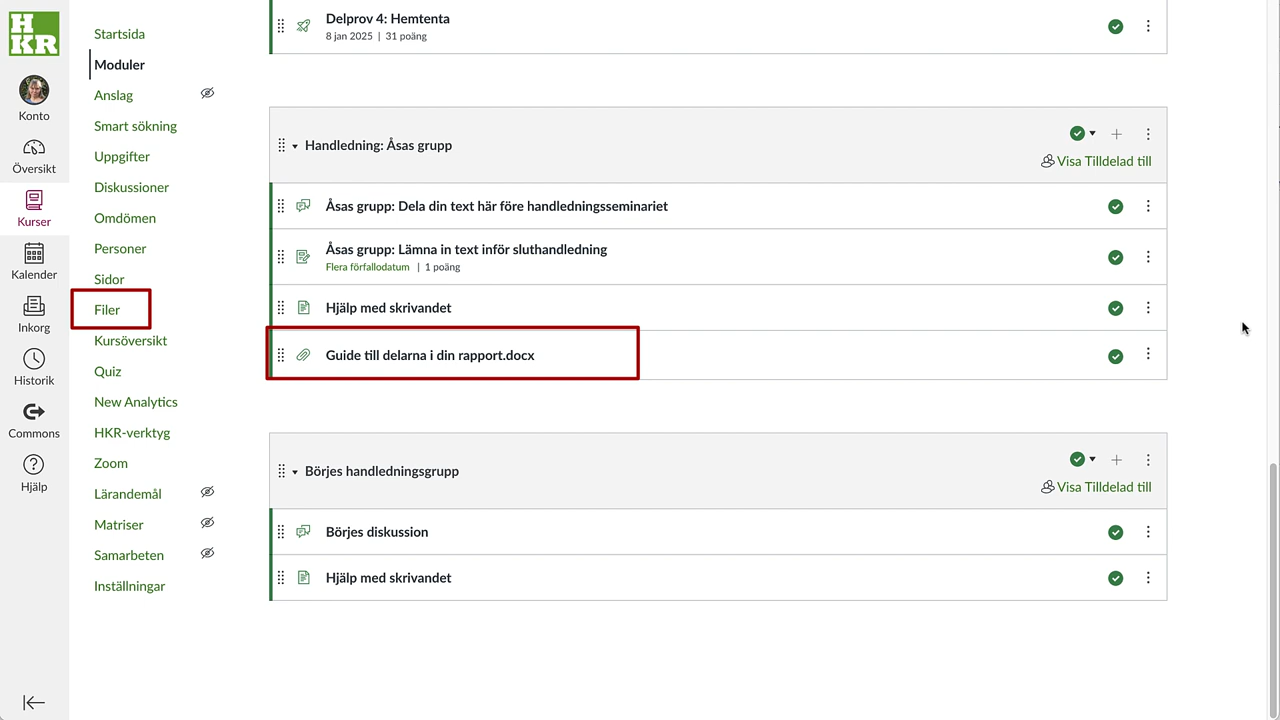 HKR
Konto
Översikt
Kurser
Kalender
Inkorg
Historik
Commons
Hjälp
Startsida
Moduler
Anslag
Smart sökning
Uppgifter
Diskussioner
Omdömen
Personer
Sidor
Filer
Kursöversikt
Quiz
New Analytics
HKR-verktyg
Zoom
Lärandemål
Matriser
Samarbeten
Inställningar
Delprov 4: Hemtenta
8 jan 2025 | 31 poäng
Handledning: Åsas grupp
Visa Tilldelad till
Åsas grupp: Dela din text här före handledningsseminariet
Åsas grupp: Lämna in text inför sluthandledning
Flera förfallodatum | 1 poäng
Hjälp med skrivandet
Guide till delarna i din rapport.docx
Börjes handledningsgrupp
Visa Tilldelad till
Börjes diskussion
Hjälp med skrivandet